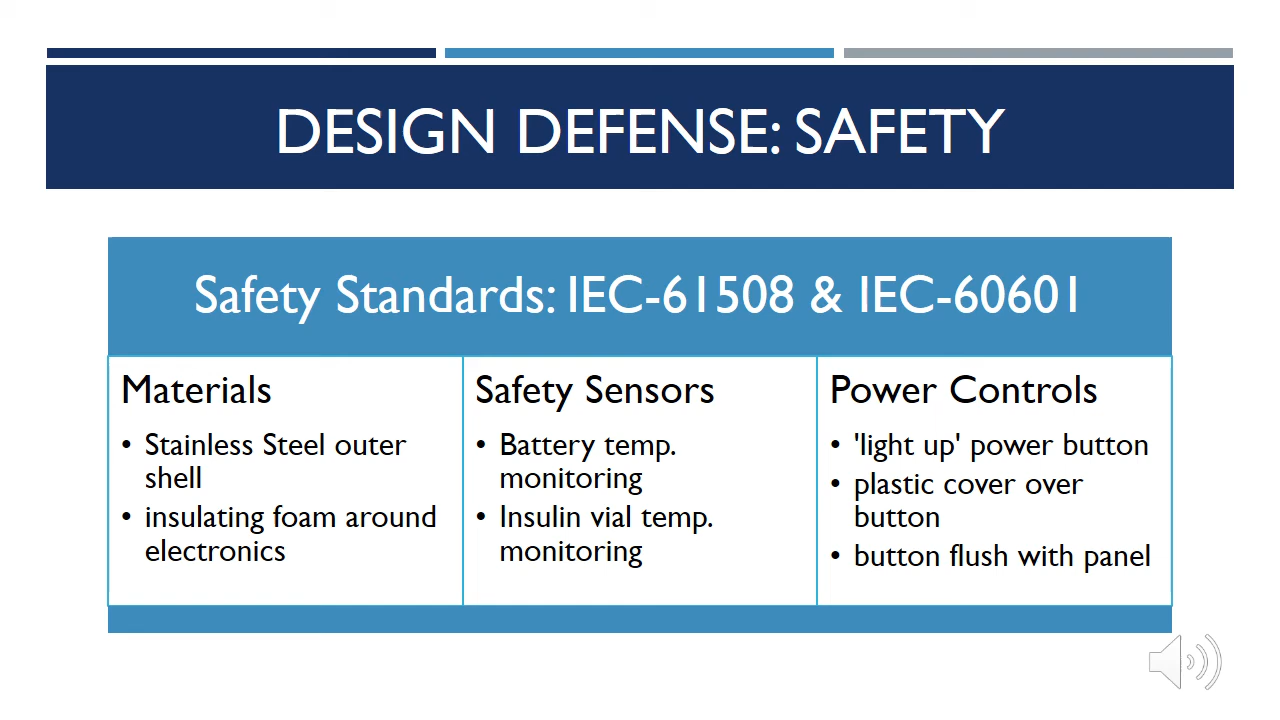 DESIGN DEFENSE: SAFETY
Safety Standards: IEC-61508 & IEC-60601
Materials
• Stainless Steel outer
shell
• insulating foam around
electronics
Safety Sensors
• Battery temp.
monitoring
• Insulin vial temp.
monitoring
Power Controls
• 'light up' power button
• plastic cover over
button
• button flush with panel